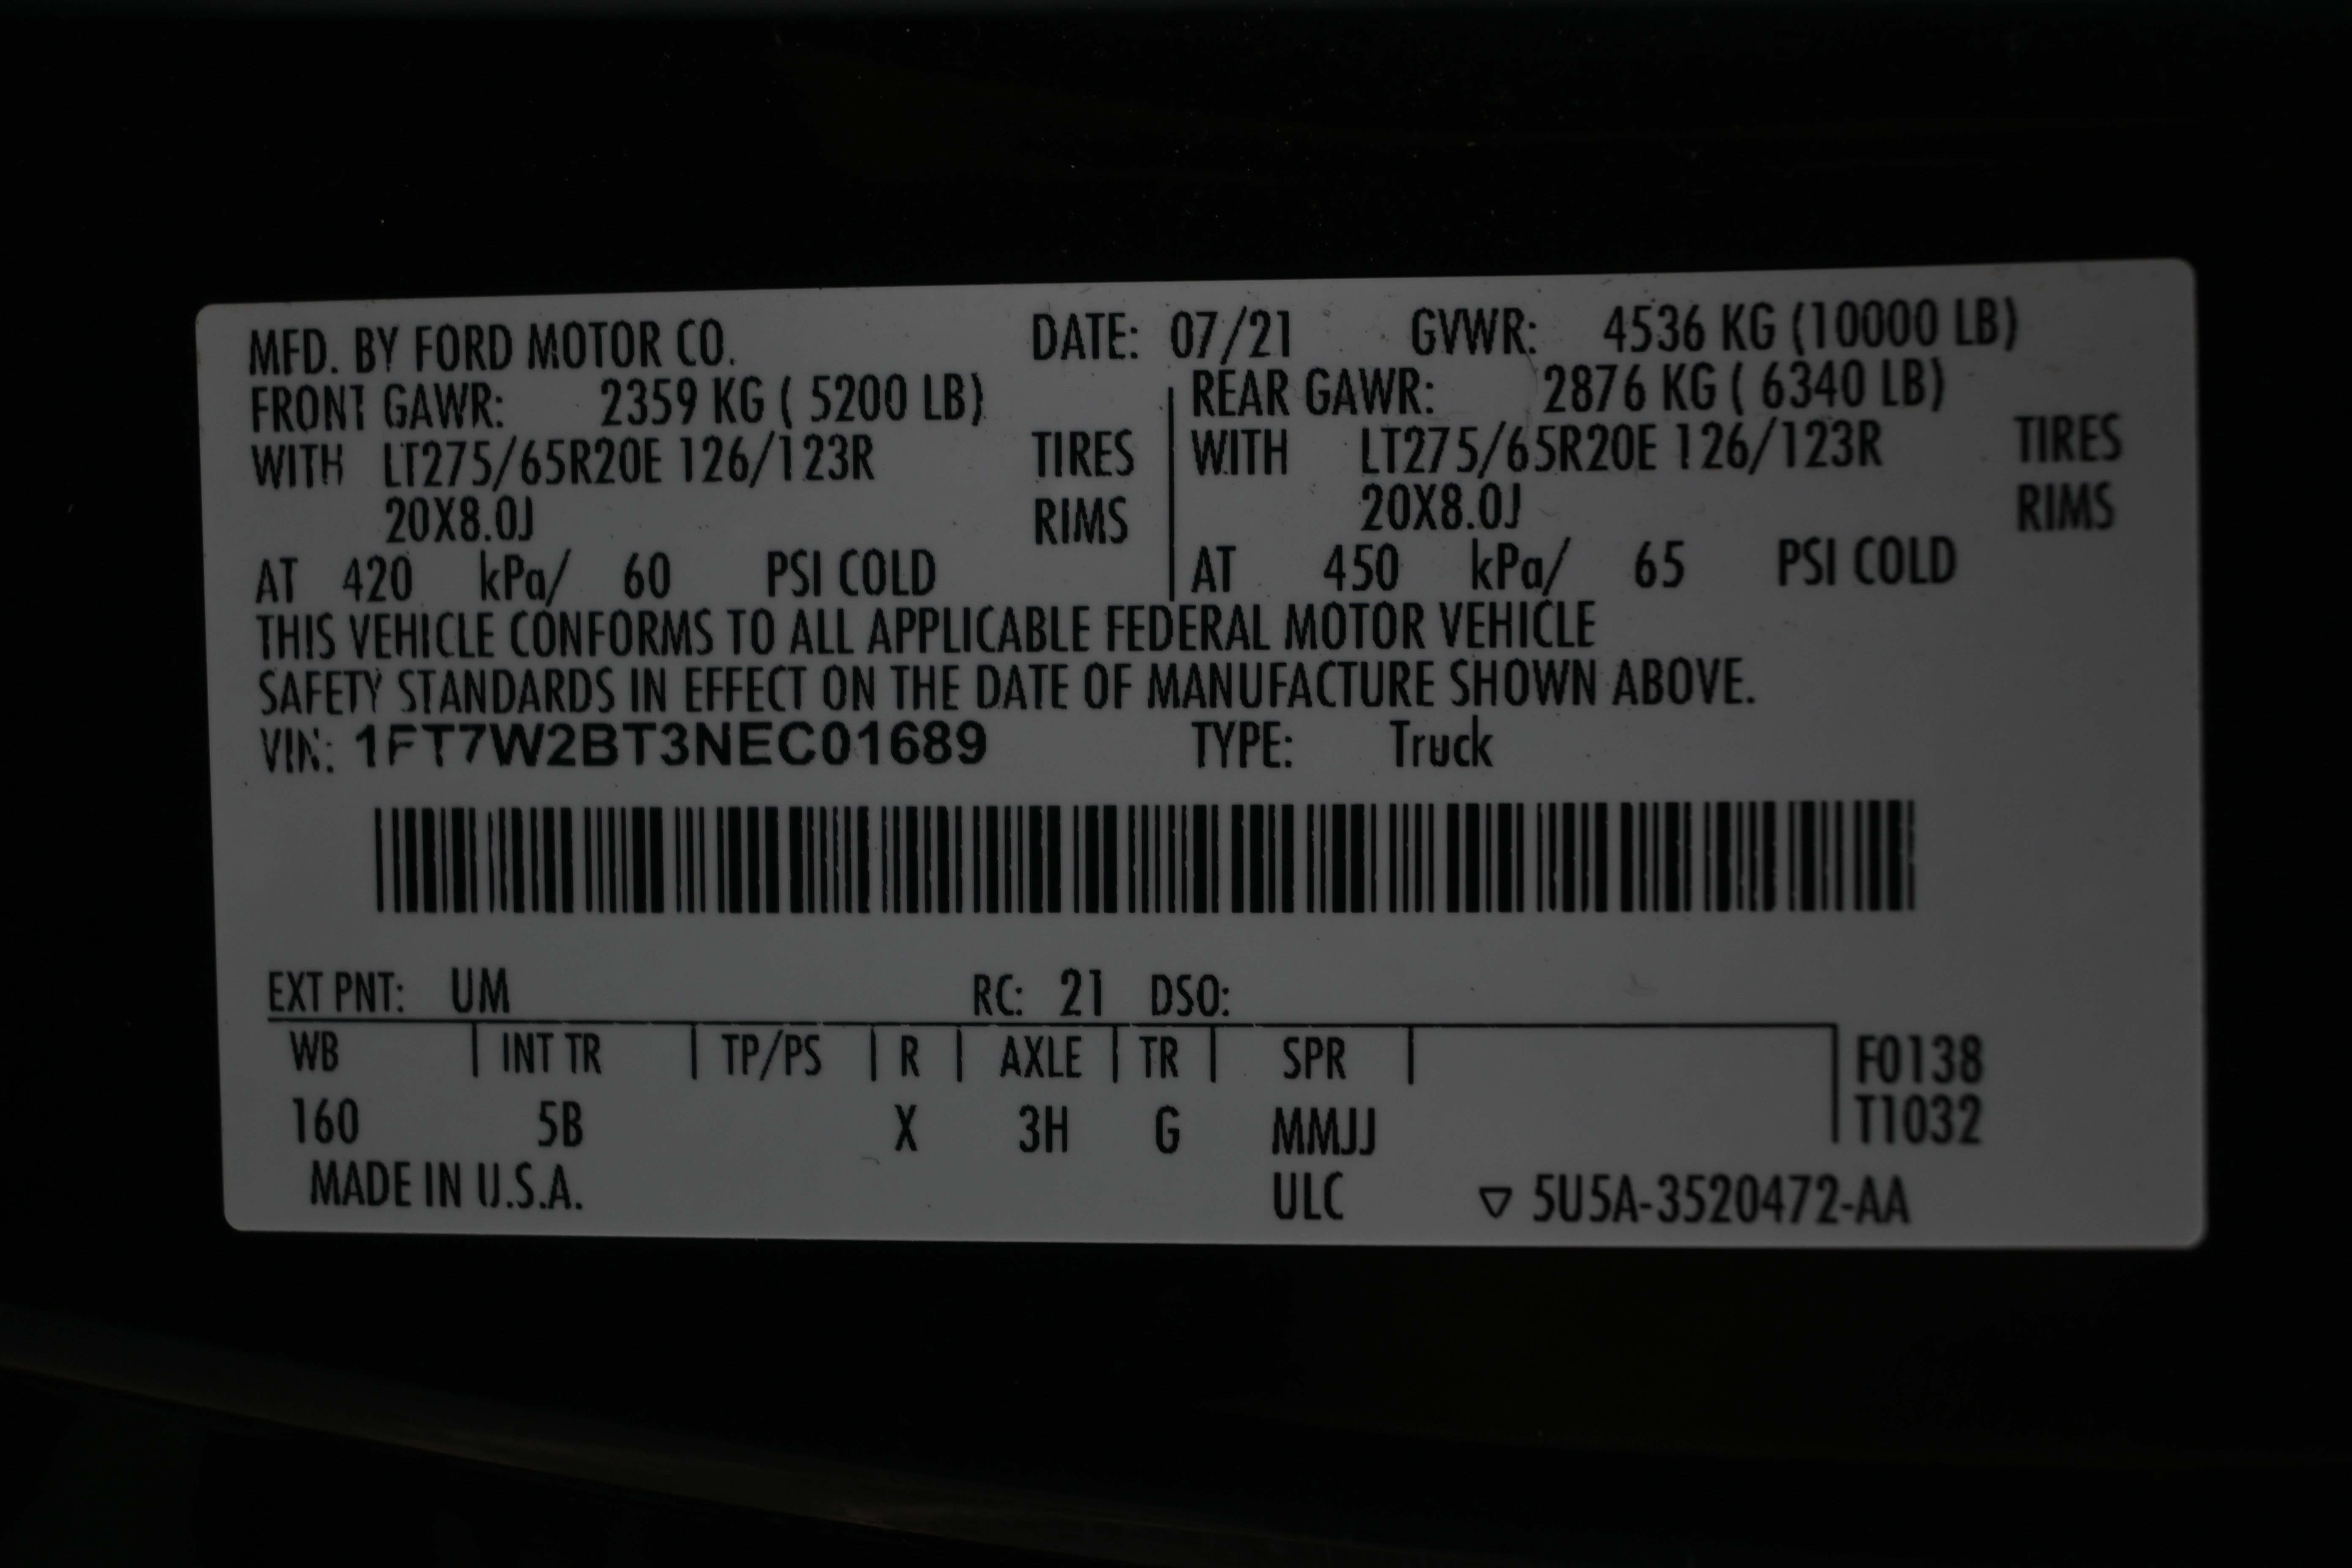 MFD. BY FORD MOTOR CO. DATE: 07/21 GVWR: 4536 KG (10000 LB)
FRONT GAWR: 2359 KG ( 5200 LB) REAR GAWR: 2876 KG ( 6340 LB)
WITH LT275/65R20E 126/123R TIRES WITH LT275/65R20E 126/123R TIRES
20X8.0J RIMS 20X8.0J RIMS
AT 420 kPa/ 60 PSI COLD AT 450 kPa/ 65 PSI COLD
THIS VEHICLE CONFORMS TO ALL APPLICABLE FEDERAL MOTOR VEHICLE
SAFETY STANDARDS IN EFFECT ON THE DATE OF MANUFACTURE SHOWN ABOVE.
VIN: 1FT7W2BT3NEC01689 TYPE: Truck
EXT PNT: UM RC: 21 DSO:
WB INT TR TP/PS R AXLE TR SPR F0138
160 5B X 3H G MMJJ T1032
MADE IN U.S.A. ULC ▽ 5U5A-3520472-AA